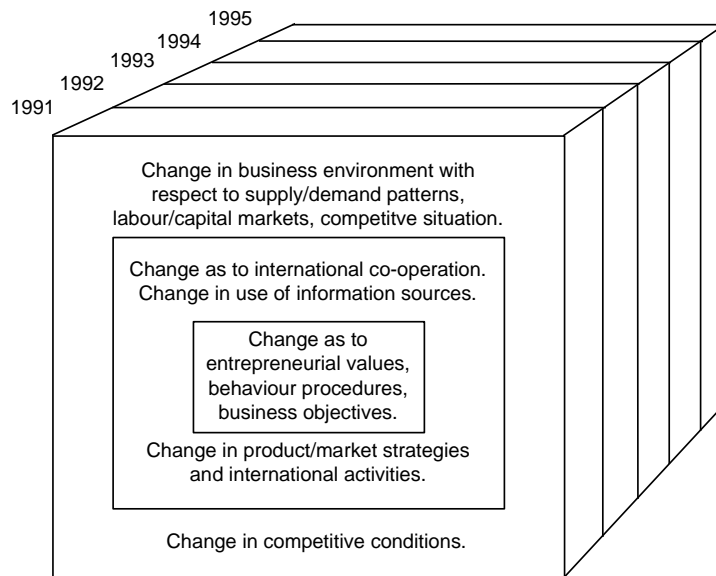 1995
1994
1993
1992
1991
Change in business environment with
respect to supply/demand patterns,
labour/capital markets, competitve situation.
Change as to international co-operation.
Change in use of information sources.
Change as to
entrepreneurial values,
behaviour procedures,
business objectives.
Change in product/market strategies
and international activities.
Change in competitive conditions.